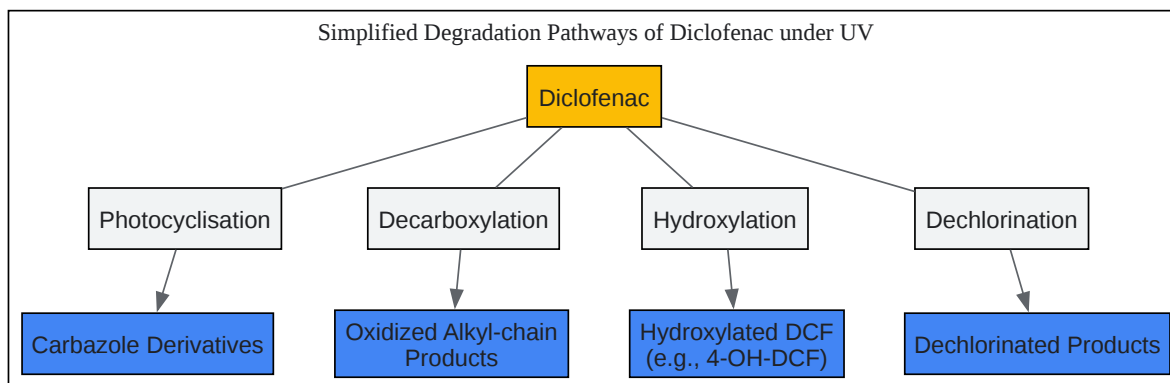 Simplified Degradation Pathways of Diclofenac under UV
Diclofenac
Photocyclisation
Decarboxylation
Hydroxylation
Dechlorination
Carbazole Derivatives
Oxidized Alkyl-chain
Products
Hydroxylated DCF
(e.g., 4-OH-DCF)
Dechlorinated Products